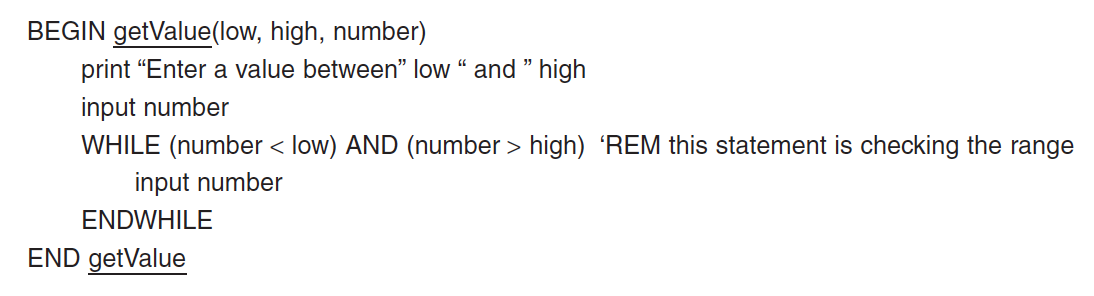 BEGIN getValue(low, high, number)
print “Enter a value between” low “ and ” high
input number
WHILE (number < low) AND (number > high) ‘REM this statement is checking the range
input number
ENDWHILE
END getValue